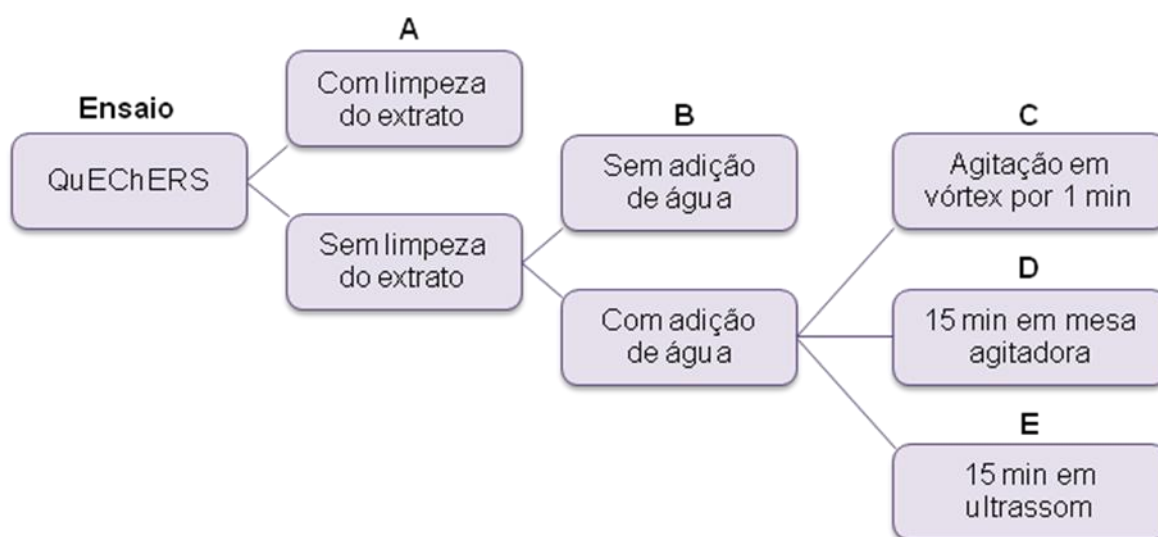 A
Com limpeza
do extrato
Ensaio
QuEChERS
Sem limpeza
do extrato
B
Sem adição
de água
Com adição
de água
C
Agitação em
vórtex por 1 min
D
15 min em mesa
agitadora
E
15 min em
ultrassom